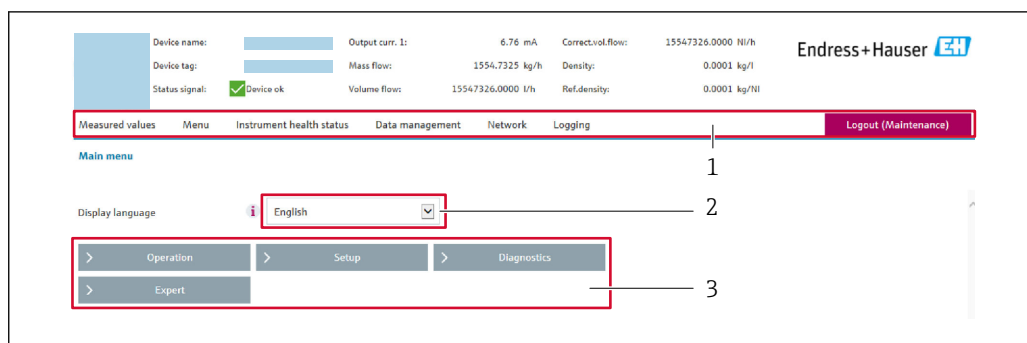 Device name: Output curr. 1: 6.76 mA Correct.vol.flow: 15547326.0000 Nl/h
Endress+Hauser EH
Device tag: Mass flow: 1554.7325 kg/h Density: 0.0001 kg/l
Status signal: Device ok Volume flow: 15547326.0000 l/h Ref.density: 0.0001 kg/Nl
Measured values Menu Instrument health status Data management Network Logging Logout (Maintenance)
1
Main menu
Display language i English 2
> Operation > Setup > Diagnostics
> Expert 3